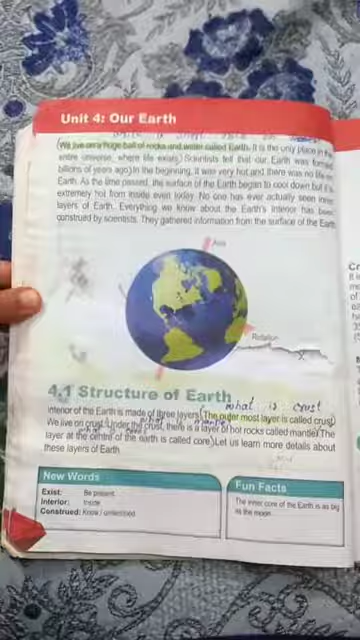 Unit 4: Our Earth
(We live on a huge ball of rocks and water called Earth. It is the only place in the
entire universe, where life exists.) Scientists tell that our Earth was formed
billions of years ago.) In the beginning, it was very hot and there was no life on
Earth. As the time passed, the surface of the Earth began to cool down but it is
extremely hot from inside even today. No one has ever actually seen inner
layers of Earth. Everything we know about the Earth's interior has been
construed by scientists. They gathered information from the surface of the Earth
Axis
Rotation
4.1 Structure of Earth
what is crust
Interior of the Earth is made of three layers. (The outer most layer is called crust)
what is mantle
We live on crust. (Under the crust, there is a layer of hot rocks called mantle) (The
layer at the centre of the earth is called core) Let us learn more details about
these layers of Earth.
New Words
Exist: Be present
Interior: Inside
Construed: Know / understood
Fun Facts
The inner core of the Earth is as big
as the moon.